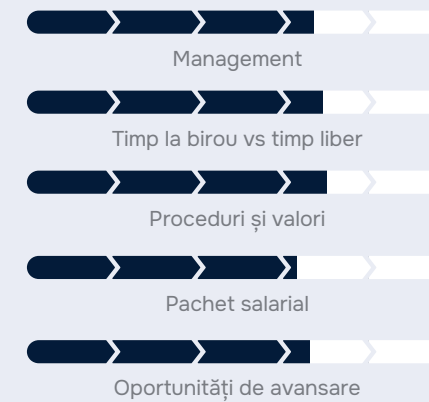 Management
Timp la birou vs timp liber
Proceduri și valori
Pachet salarial
Oportunități de avansare